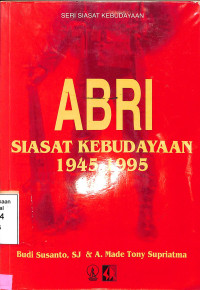 SERI SIASAT KEBUDAYAAN
ABRI
SIASAT KEBUDAYAAN
1945-1995
Budi Susanto, SJ & A. Made Tony Supriatma